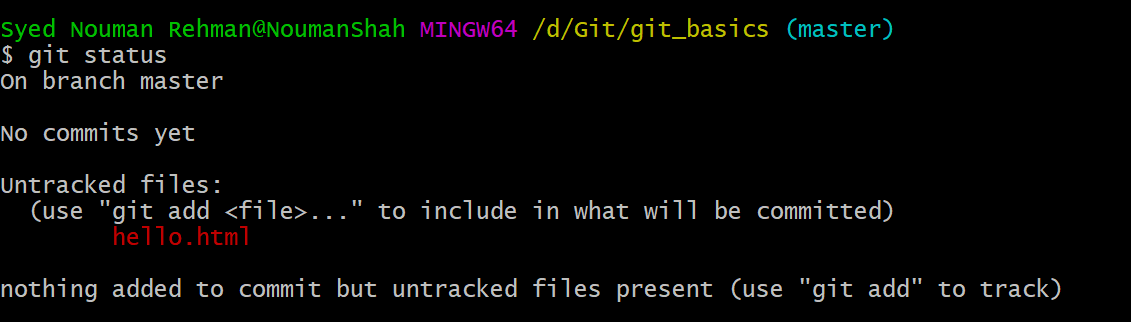 Syed Nouman Rehman@NoumanShah MINGW64 /d/Git/git_basics (master)
$ git status
On branch master
No commits yet
Untracked files:
(use "git add <file>..." to include in what will be committed)
hello.html
nothing added to commit but untracked files present (use "git add" to track)